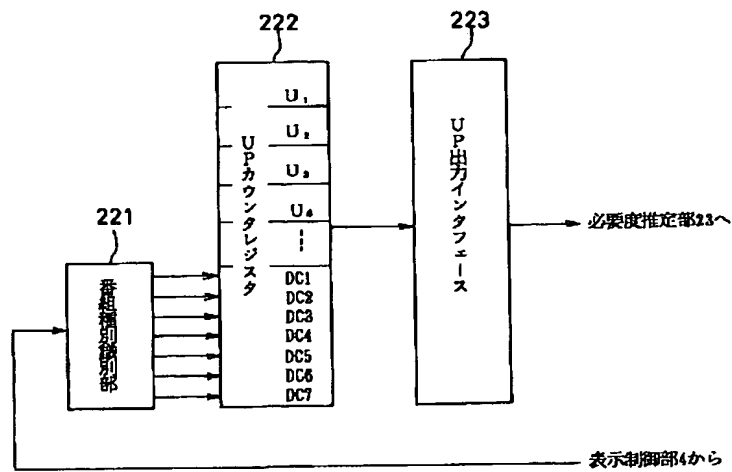 222
223
221
U₁
U₂
U₃
U₄
UPカウンタレジスタ
DC1
DC2
DC3
DC4
DC5
DC6
DC7
番組種別識別部
UP出力インタフェース
必要度推定部23へ
表示制御部4から